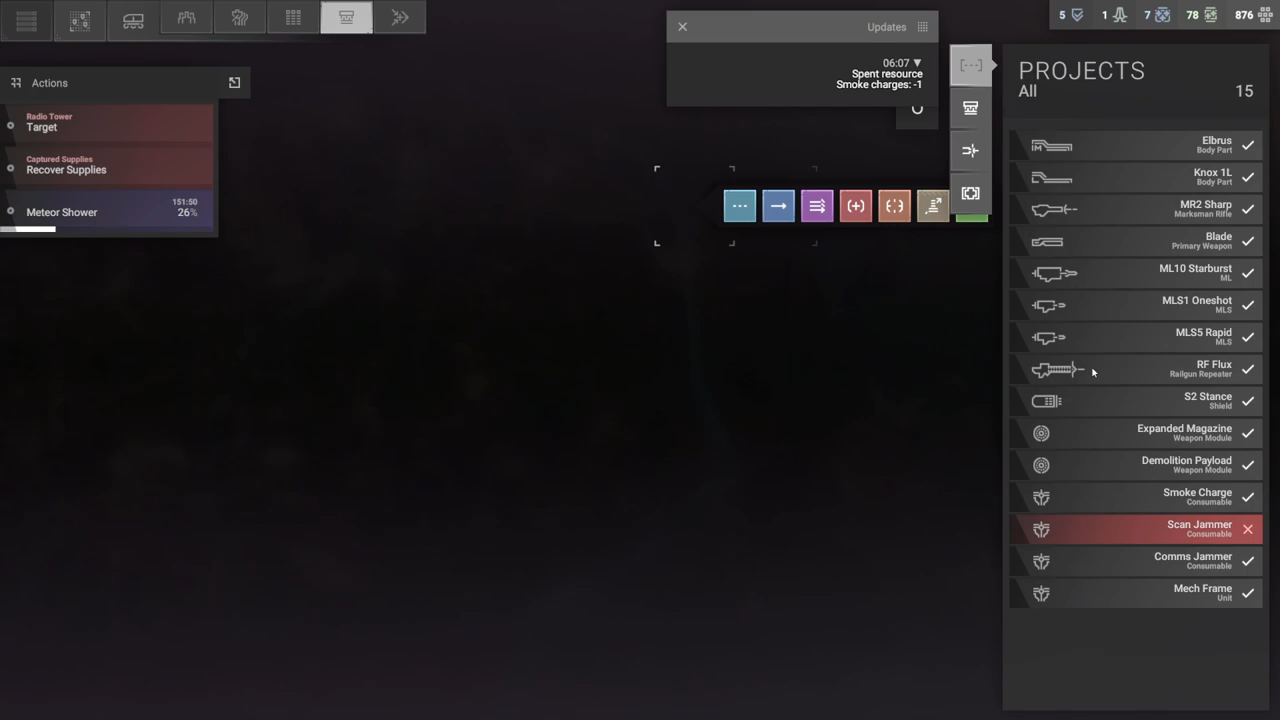 5 1 7 78 876
Updates
06:07
Spent resource
Smoke charges: -1
Actions
Radio Tower
Target
Captured Supplies
Recover Supplies
151:50
Meteor Shower 26%
PROJECTS
All 15
Elbrus
Body Part
Knox 1L
Body Part
MR2 Sharp
Marksman Rifle
Blade
Primary Weapon
ML10 Starburst
ML
MLS1 Oneshot
MLS
MLS5 Rapid
MLS
RF Flux
Railgun Repeater
S2 Stance
Shield
Expanded Magazine
Weapon Module
Demolition Payload
Weapon Module
Smoke Charge
Consumable
Scan Jammer
Consumable
Comms Jammer
Consumable
Mech Frame
Unit